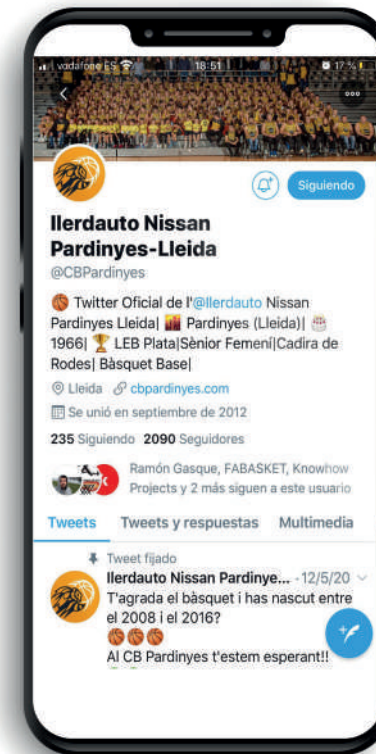 vodafone ES 18:51 17 %
Siguiendo
Ilerdauto Nissan
Pardinyes-Lleida
@CBPardinyes
🏀 Twitter Oficial de l'@Ilerdauto Nissan
Pardinyes Lleida| 🌇 Pardinyes (Lleida)| 🎂
1966| 🏆 LEB Plata|Sènior Femení|Cadira de
Rodes| Bàsquet Base|
Lleida cbpardinyes.com
Se unió en septiembre de 2012
235 Siguiendo 2090 Seguidores
Ramón Gasque, FABASKET, Knowhow
Projects y 2 más siguen a este usuario
Tweets Tweets y respuestas Multimedia
Tweet fijado
Ilerdauto Nissan Pardinye... · 12/5/20
T'agrada el bàsquet i has nascut entre
el 2008 i el 2016?
🏀🏀🏀
Al CB Pardinyes t'estem esperant!!